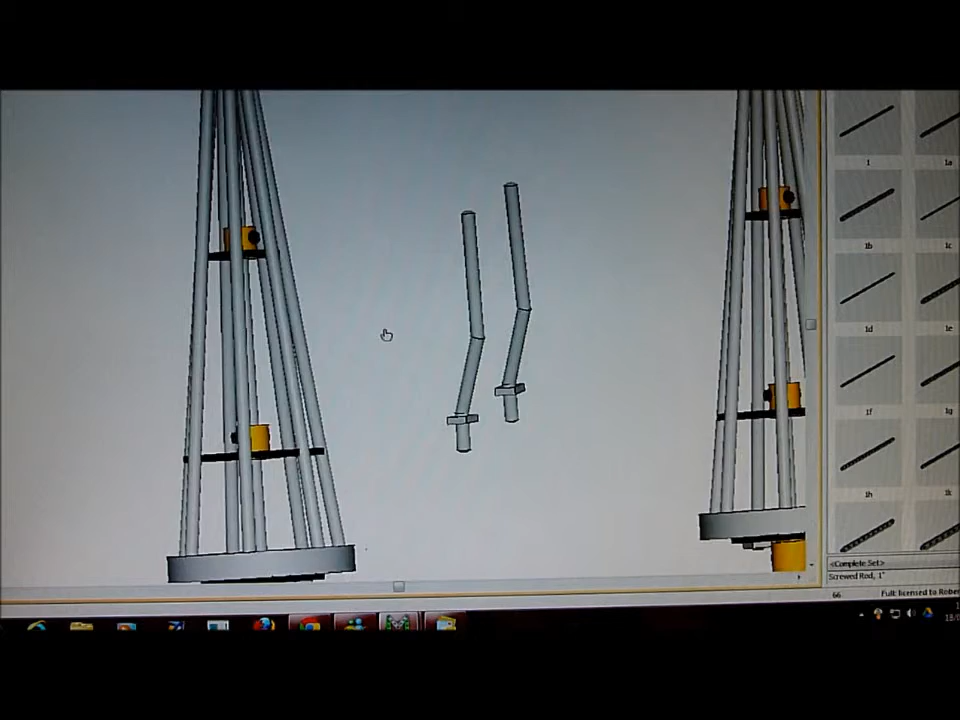 1
1a
1b
1c
1d
1e
1f
1g
1h
1k
<Complete Set>
Screwed Rod, 1"
66
Full: licensed to Rober